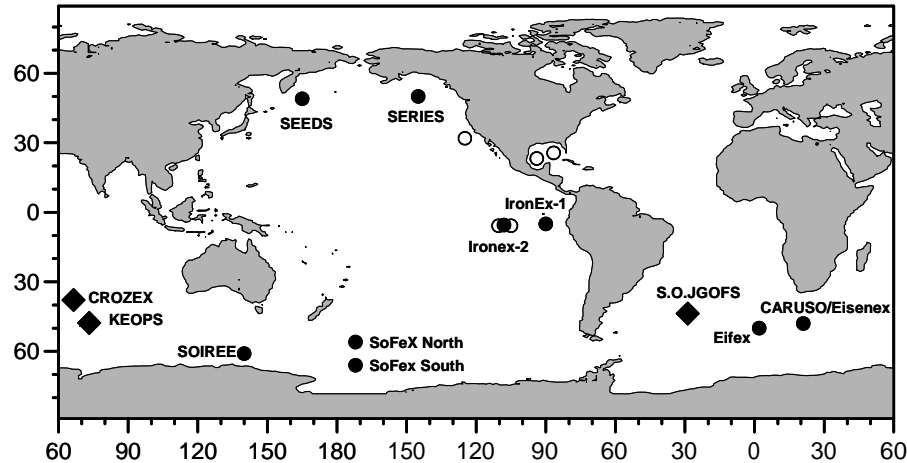 60
30
0
30
60
SEEDS
SERIES
IronEx-1
Ironex-2
CROZEX
KEOPS
S.O.JGOFS
CARUSO/Eisenex
Eifex
SOIREE
SoFeX North
SoFex South
60 90 120 150 180 150 120 90 60 30 0 30 60